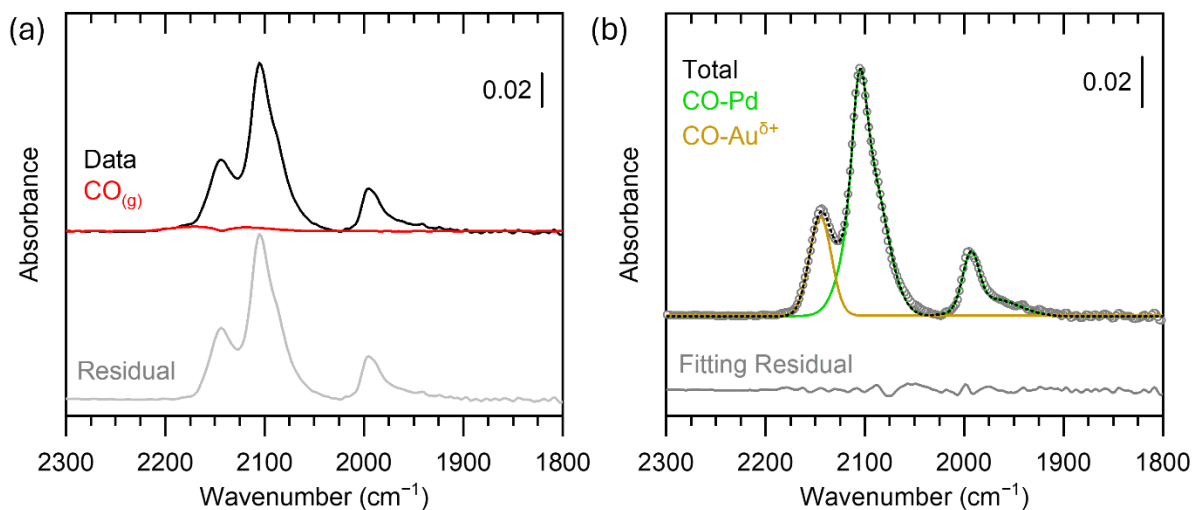 (a)
0.02
Data
CO(g)
Residual
Absorbance
2300 2200 2100 2000 1900 1800
Wavenumber (cm⁻¹)
(b)
Total
CO-Pd
CO-Auᵟ⁺
0.02
Fitting Residual
Absorbance
2300 2200 2100 2000 1900 1800
Wavenumber (cm⁻¹)